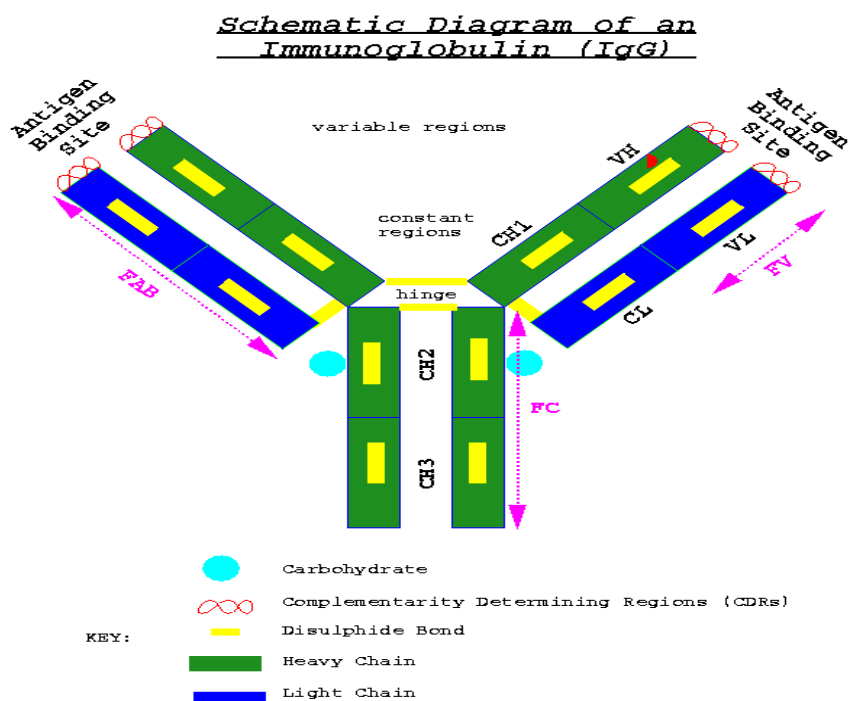 Schematic Diagram of an
Immunoglobulin (IgG)
Antigen
Binding
Site
variable regions
VH
Antigen
Binding
Site
constant
regions
CH1
VL
FV
FAB
hinge
CL
CH2
FC
CH3
Carbohydrate
Complementarity Determining Regions (CDRs)
KEY:
Disulphide Bond
Heavy Chain
Light Chain